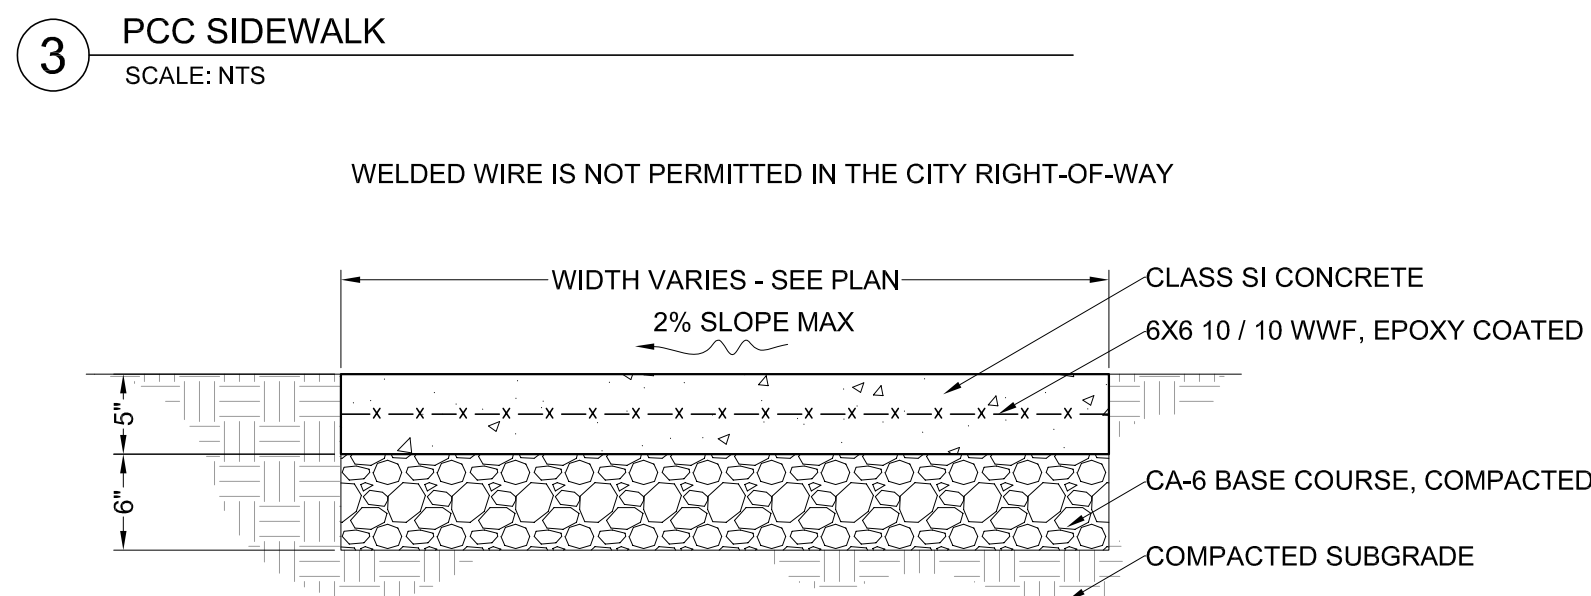 3
PCC SIDEWALK
SCALE: NTS
WELDED WIRE IS NOT PERMITTED IN THE CITY RIGHT-OF-WAY
WIDTH VARIES - SEE PLAN
CLASS SI CONCRETE
2% SLOPE MAX
6X6 10 / 10 WWF, EPOXY COATED
5"
6"
CA-6 BASE COURSE, COMPACTED
COMPACTED SUBGRADE